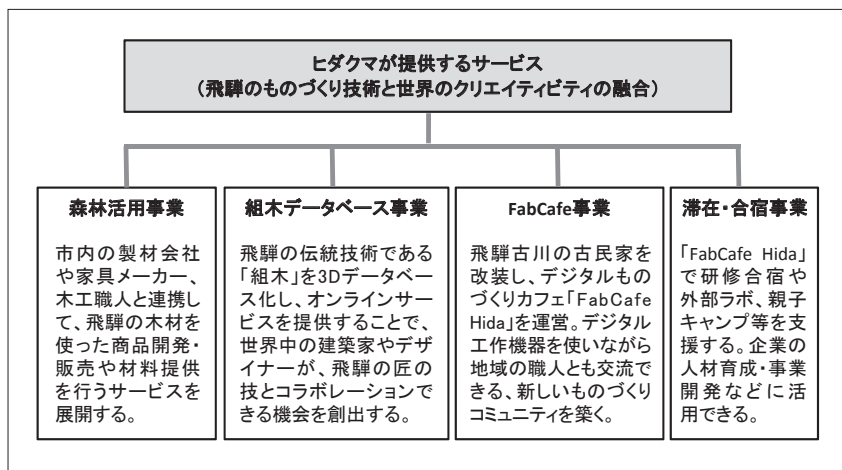 ヒダクマが提供するサービス
（飛騨のものづくり技術と世界のクリエイティビティの融合）
森林活用事業
市内の製材会社
や家具メーカー、
木工職人と連携し
て、飛騨の木材を
使った商品開発・
販売や材料提供
を行うサービスを
展開する。
組木データベース事業
飛騨の伝統技術である
「組木」を3Dデータベー
ス化し、オンラインサー
ビスを提供することで、
世界中の建築家やデザ
イナーが、飛騨の匠の
技とコラボレーションで
きる機会を創出する。
FabCafe事業
飛騨古川の古民家を
改装し、デジタルもの
づくりカフェ「FabCafe
Hida」を運営。デジタル
工作機器を使いながら
地域の職人とも交流で
きる、新しいものづくり
コミュニティを築く。
滞在・合宿事業
「FabCafe Hida」
で研修合宿や
外部ラボ、親子
キャンプ等を支
援する。企業の
人材育成・事業
開発などに活
用できる。